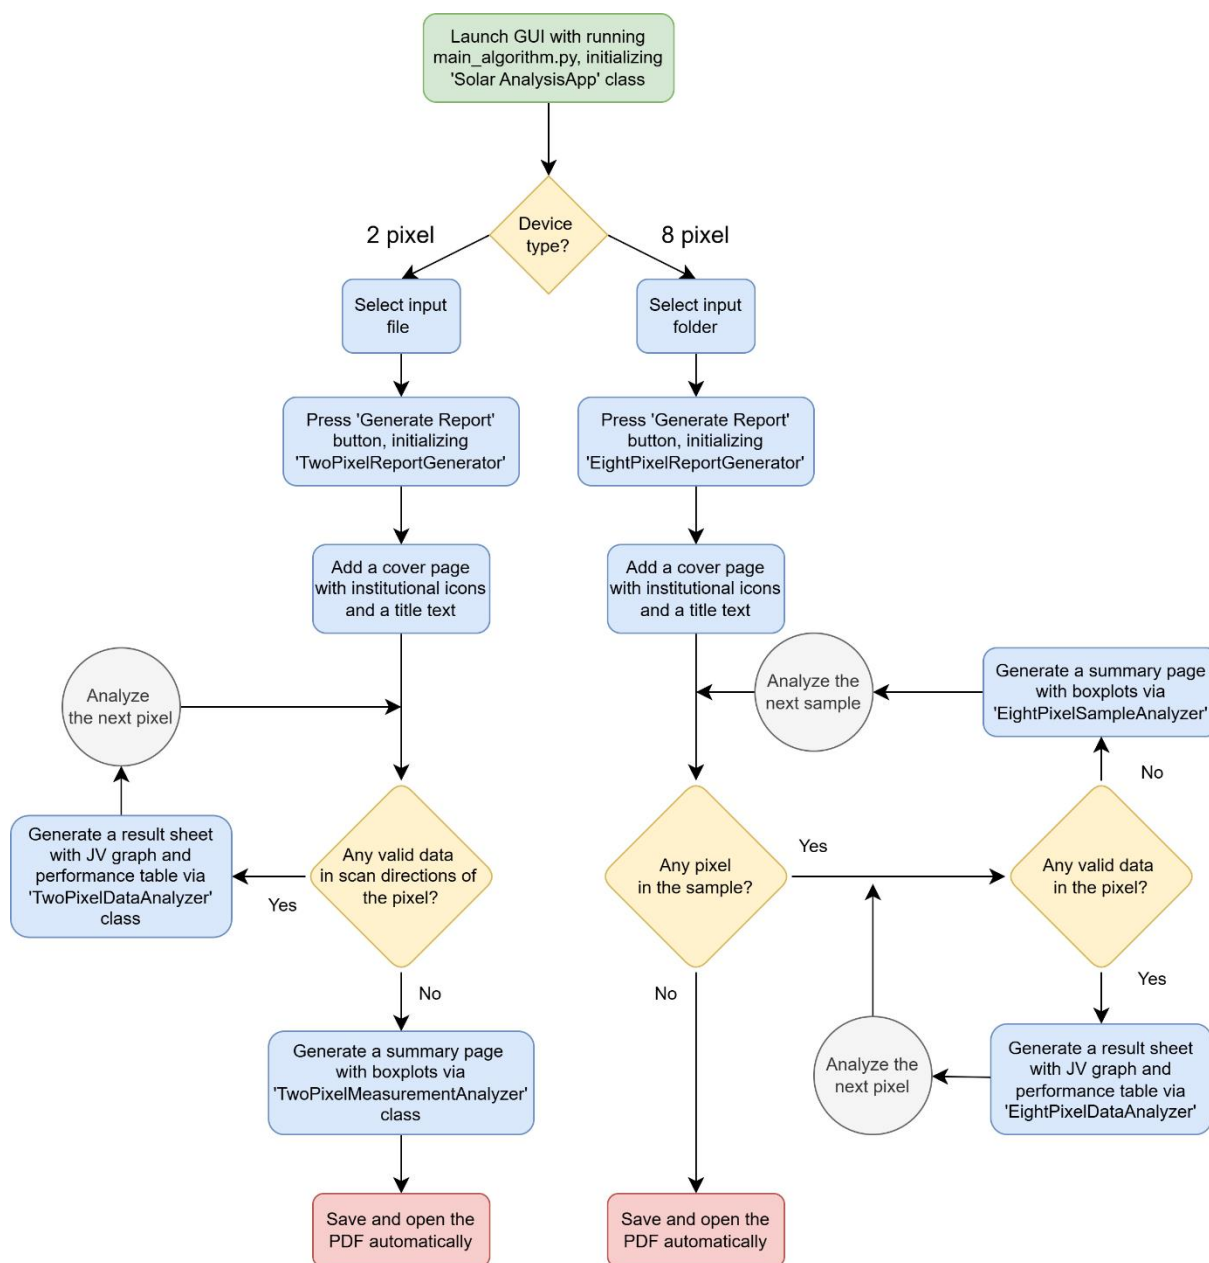 Launch GUI with running
main_algorithm.py, initializing
'Solar AnalysisApp' class
Device
type?
2 pixel
8 pixel
Select input
file
Select input
folder
Press 'Generate Report'
button, initializing
'TwoPixelReportGenerator'
Press 'Generate Report'
button, initializing
'EightPixelReportGenerator'
Add a cover page
with institutional icons
and a title text
Add a cover page
with institutional icons
and a title text
Analyze
the next pixel
Analyze the
next sample
Generate a summary page
with boxplots via
'EightPixelSampleAnalyzer'
No
Generate a result sheet
with JV graph and
performance table via
'TwoPixelDataAnalyzer'
class
Yes
Any valid data
in scan directions of
the pixel?
Any pixel
in the sample?
Yes
Any valid data
in the pixel?
No
No
Yes
Generate a summary page
with boxplots via
'TwoPixelMeasurementAnalyzer'
class
Analyze the
next pixel
Generate a result sheet
with JV graph and
performance table via
'EightPixelDataAnalyzer'
Save and open the
PDF automatically
Save and open the
PDF automatically